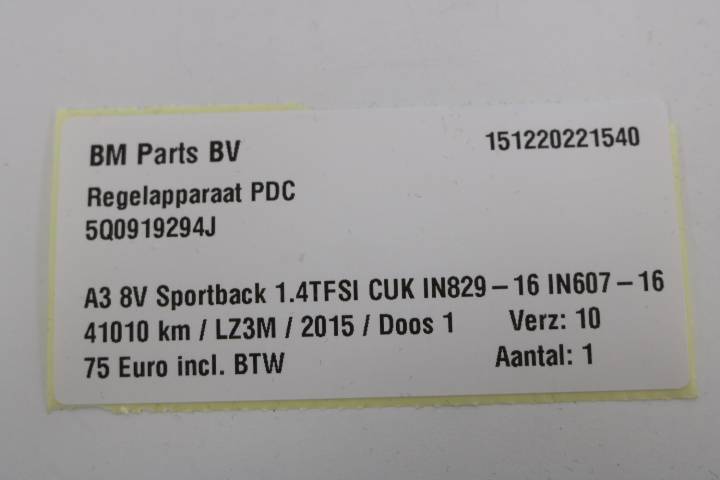 BM Parts BV 151220221540
Regelapparaat PDC
5Q0919294J
A3 8V Sportback 1.4TFSI CUK IN829-16 IN607-16
41010 km / LZ3M / 2015 / Doos 1 Verz: 10
75 Euro incl. BTW Aantal: 1